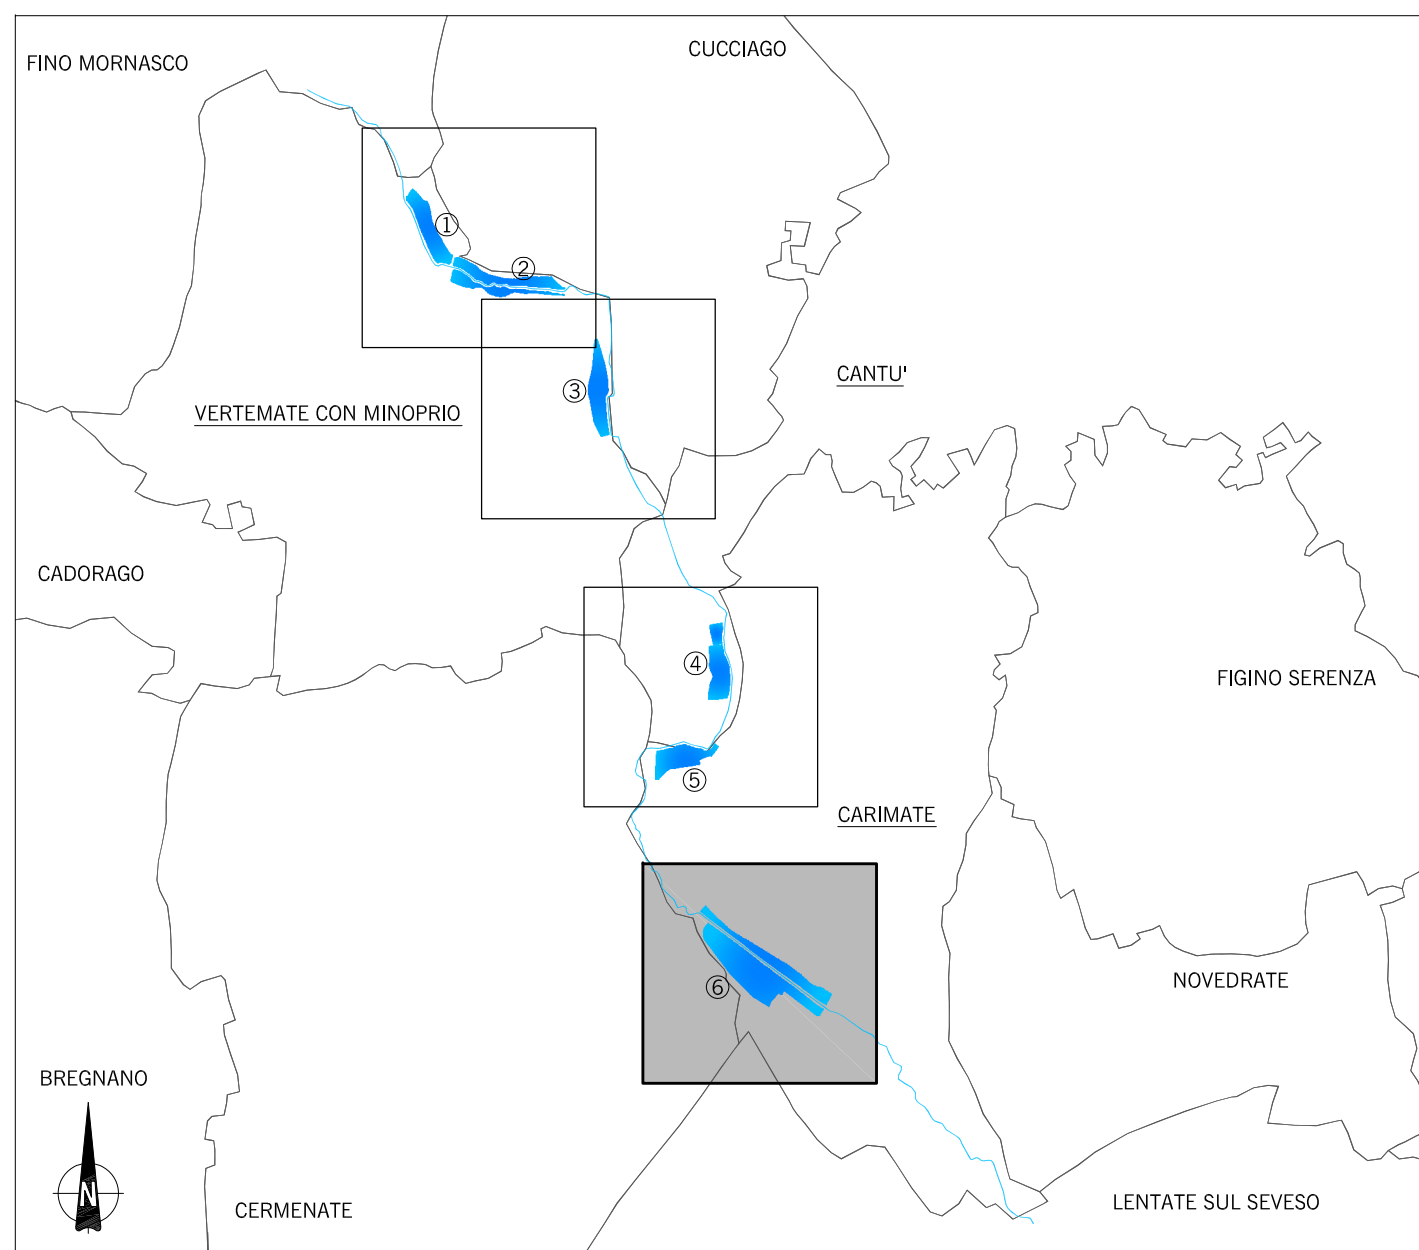 CUCCIAGO
FINO MORNASCO
①
②
CANTU'
③
VERTEMATE CON MINOPRIO
CADORAGO
④
FIGINO SERENZA
⑤
CARIMATE
NOVEDRATE
⑥
BREGNANO
N
LENTATE SUL SEVESO
CERMENATE